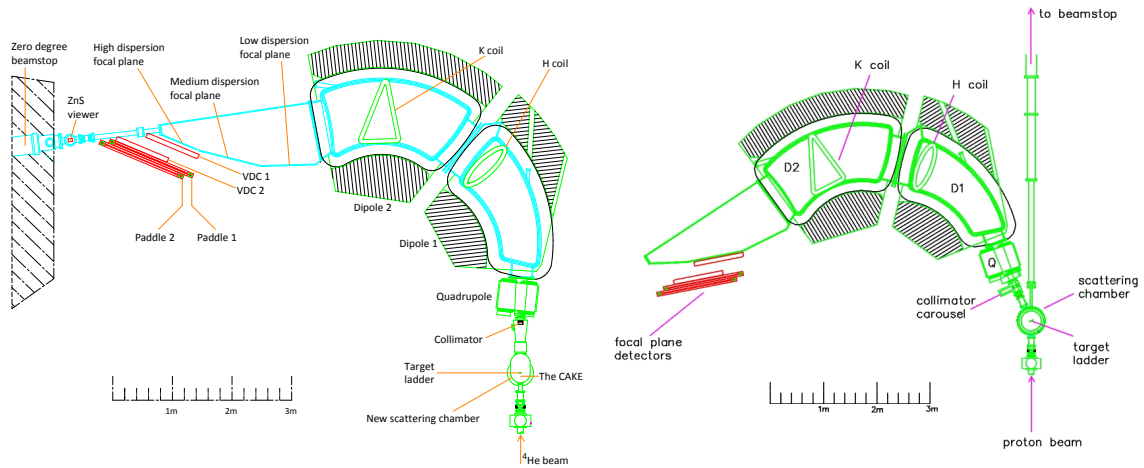 Zero degree
beamstop
High dispersion
focal plane
Low dispersion
focal plane
K coil
H coil
ZnS
viewer
Medium dispersion
focal plane
VDC 1
VDC 2
Dipole 2
Paddle 2
Paddle 1
Dipole 1
Quadrupole
Collimator
Target
ladder
The CAKE
New scattering chamber
1m
2m
3m
⁴He beam
to beamstop
K coil
H coil
D2
D1
Q
scattering
chamber
collimator
carousel
focal plane
detectors
target
ladder
1m
2m
3m
proton beam